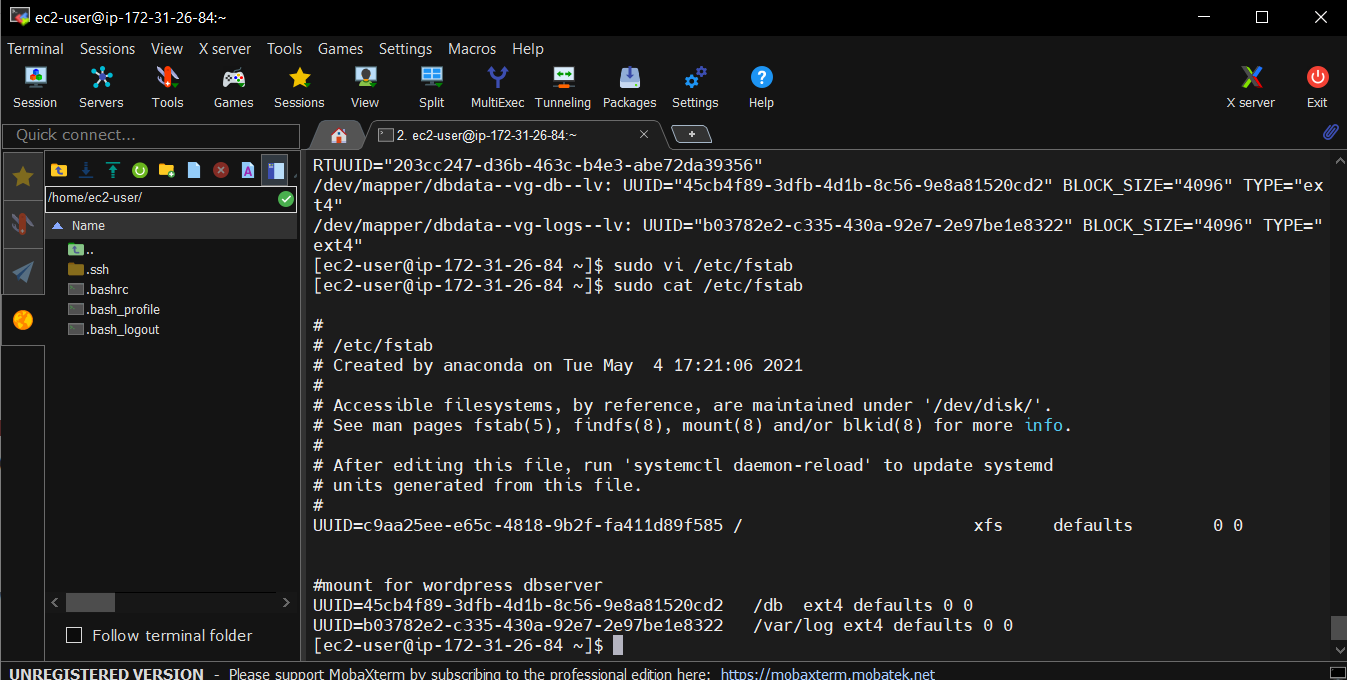 ec2-user@ip-172-31-26-84:~
Terminal Sessions View X server Tools Games Settings Macros Help
Session Servers Tools Games Sessions View Split MultiExec Tunneling Packages Settings Help X server Exit
Quick connect...
2. ec2-user@ip-172-31-26-84:~
/home/ec2-user/
Name
..
.ssh
.bashrc
.bash_profile
.bash_logout
Follow terminal folder
RTUUID="203cc247-d36b-463c-b4e3-abe72da39356"
/dev/mapper/dbdata--vg-db--lv: UUID="45cb4f89-3dfb-4d1b-8c56-9e8a81520cd2" BLOCK_SIZE="4096" TYPE="ex
t4"
/dev/mapper/dbdata--vg-logs--lv: UUID="b03782e2-c335-430a-92e7-2e97be1e8322" BLOCK_SIZE="4096" TYPE="
ext4"
[ec2-user@ip-172-31-26-84 ~]$ sudo vi /etc/fstab
[ec2-user@ip-172-31-26-84 ~]$ sudo cat /etc/fstab
#
# /etc/fstab
# Created by anaconda on Tue May  4 17:21:06 2021
#
# Accessible filesystems, by reference, are maintained under '/dev/disk/'.
# See man pages fstab(5), findfs(8), mount(8) and/or blkid(8) for more info.
#
# After editing this file, run 'systemctl daemon-reload' to update systemd
# units generated from this file.
#
UUID=c9aa25ee-e65c-4818-9b2f-fa411d89f585 /                       xfs     defaults        0 0
#mount for wordpress dbserver
UUID=45cb4f89-3dfb-4d1b-8c56-9e8a81520cd2   /db  ext4 defaults 0 0
UUID=b03782e2-c335-430a-92e7-2e97be1e8322   /var/log ext4 defaults 0 0
[ec2-user@ip-172-31-26-84 ~]$
UNREGISTERED VERSION - Please support MobaXterm by subscribing to the professional edition here: https://mobaxterm.mobatek.net